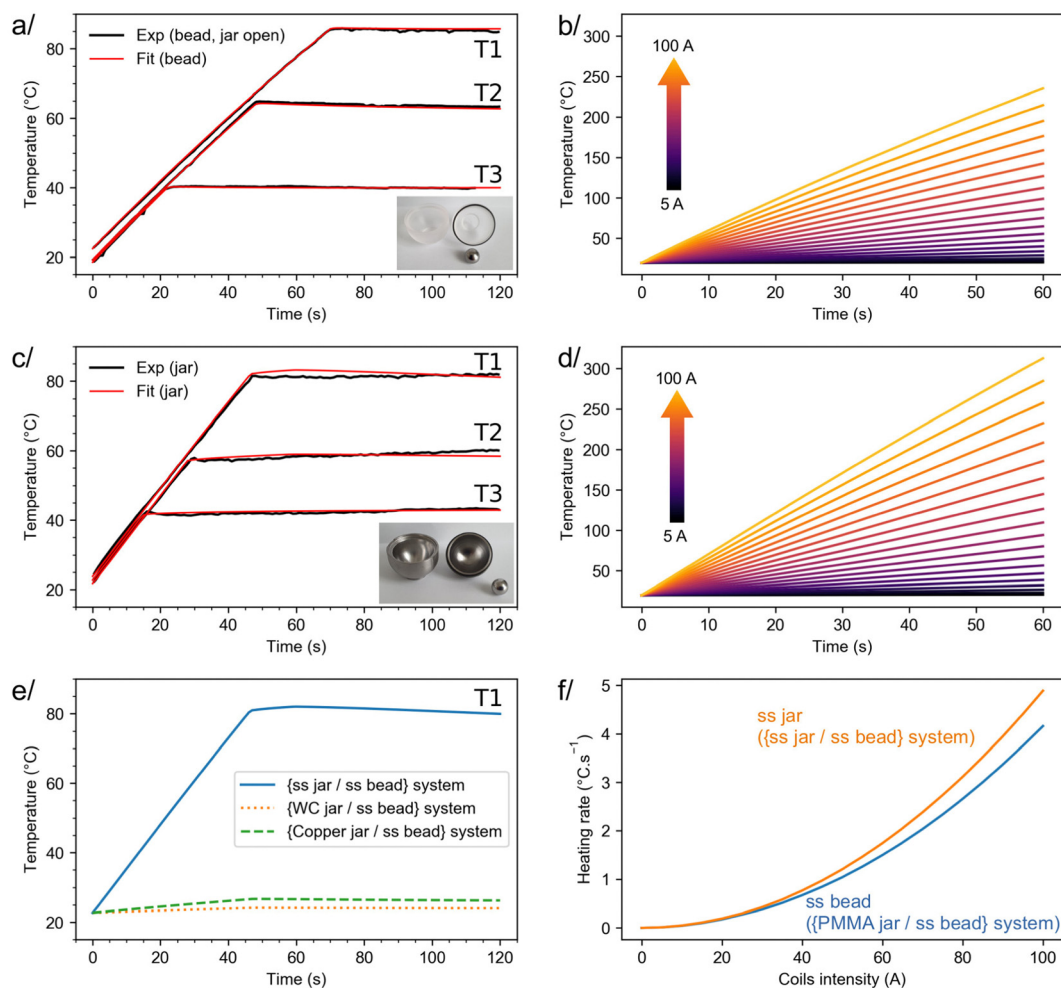 a/
Exp (bead, jar open)
Fit (bead)
T1
T2
T3
80
60
40
20
Temperature (°C)
0 20 40 60 80 100 120
Time (s)
b/
100 A
5 A
300
250
200
150
100
50
Temperature (°C)
0 10 20 30 40 50 60
Time (s)
c/
Exp (jar)
Fit (jar)
T1
T2
T3
80
60
40
20
Temperature (°C)
0 20 40 60 80 100 120
Time (s)
d/
100 A
5 A
300
250
200
150
100
50
Temperature (°C)
0 10 20 30 40 50 60
Time (s)
e/
T1
{ss jar / ss bead} system
{WC jar / ss bead} system
{Copper jar / ss bead} system
80
60
40
20
Temperature (°C)
0 20 40 60 80 100 120
Time (s)
f/
ss jar
({ss jar / ss bead} system)
ss bead
({PMMA jar / ss bead} system)
5
4
3
2
1
0
Heating rate (°C.s⁻¹)
0 20 40 60 80 100
Coils intensity (A)